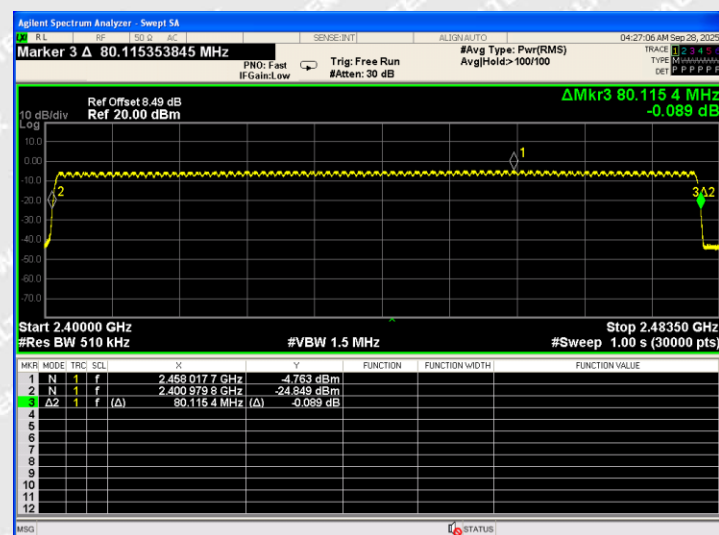 Agilent Spectrum Analyzer - Swept SA
LXI RL RF 50 Ω AC SENSE:INT ALIGN AUTO 04:27:06 AM Sep 28, 2025
Marker 3 Δ 80.115353845 MHz
PNO: Fast
IFGain:Low
Trig: Free Run
#Atten: 30 dB
#Avg Type: Pwr(RMS)
Avg|Hold:>100/100
TRACE 1 2 3 4 5
TYPE M
DET P P P P P
ΔMkr3 80.115 4 MHz
-0.089 dB
Ref Offset 8.49 dB
10 dB/div Ref 20.00 dBm
Log
10.0
0.00
-10.0
-20.0
-30.0
-40.0
-50.0
-60.0
-70.0
1
2
3Δ2
Start 2.40000 GHz Stop 2.48350 GHz
#Res BW 510 kHz #VBW 1.5 MHz #Sweep 1.00 s (30000 pts)
MKR MODE TRC SCL X Y FUNCTION FUNCTION WIDTH FUNCTION VALUE
1 N 1 f 2.458 017 7 GHz -4.763 dBm
2 N 1 f 2.400 979 8 GHz -24.849 dBm
3 Δ2 1 f (Δ) 80.115 4 MHz (Δ) -0.089 dB
4
5
6
7
8
9
10
11
12
MSG STATUS